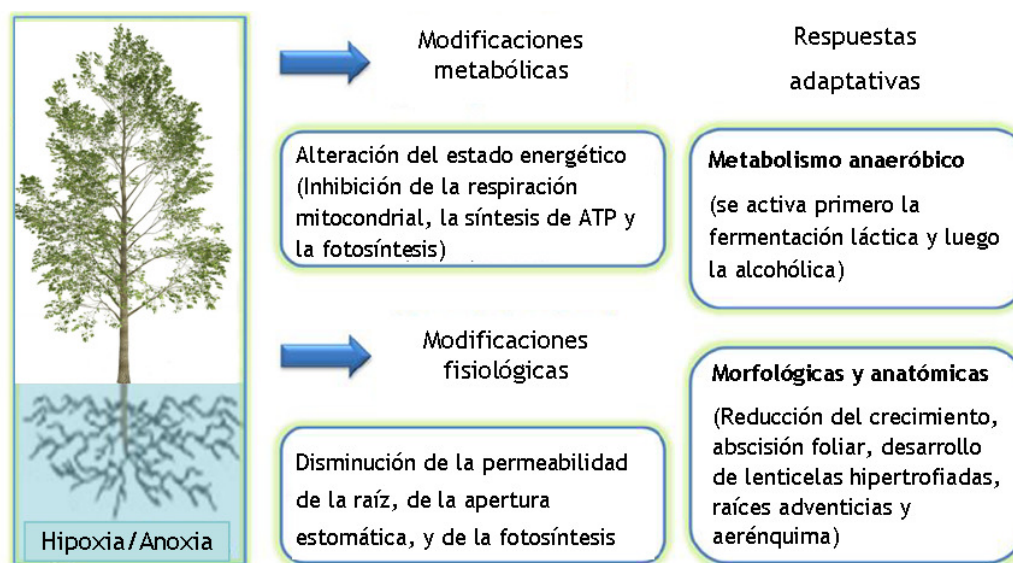 Modificaciones
metabólicas
Respuestas
adaptativas
Alteración del estado energético
(Inhibición de la respiración
mitocondrial, la síntesis de ATP y
la fotosíntesis)
Metabolismo anaeróbico
(se activa primero la
fermentación láctica y luego
la alcohólica)
Modificaciones
fisiológicas
Disminución de la permeabilidad
de la raíz, de la apertura
estomática, y de la fotosíntesis
Morfológicas y anatómicas
(Reducción del crecimiento,
abscisión foliar, desarrollo
de lenticelas hipertrofiadas,
raíces adventicias y
aerénquima)
Hipoxia/Anoxia